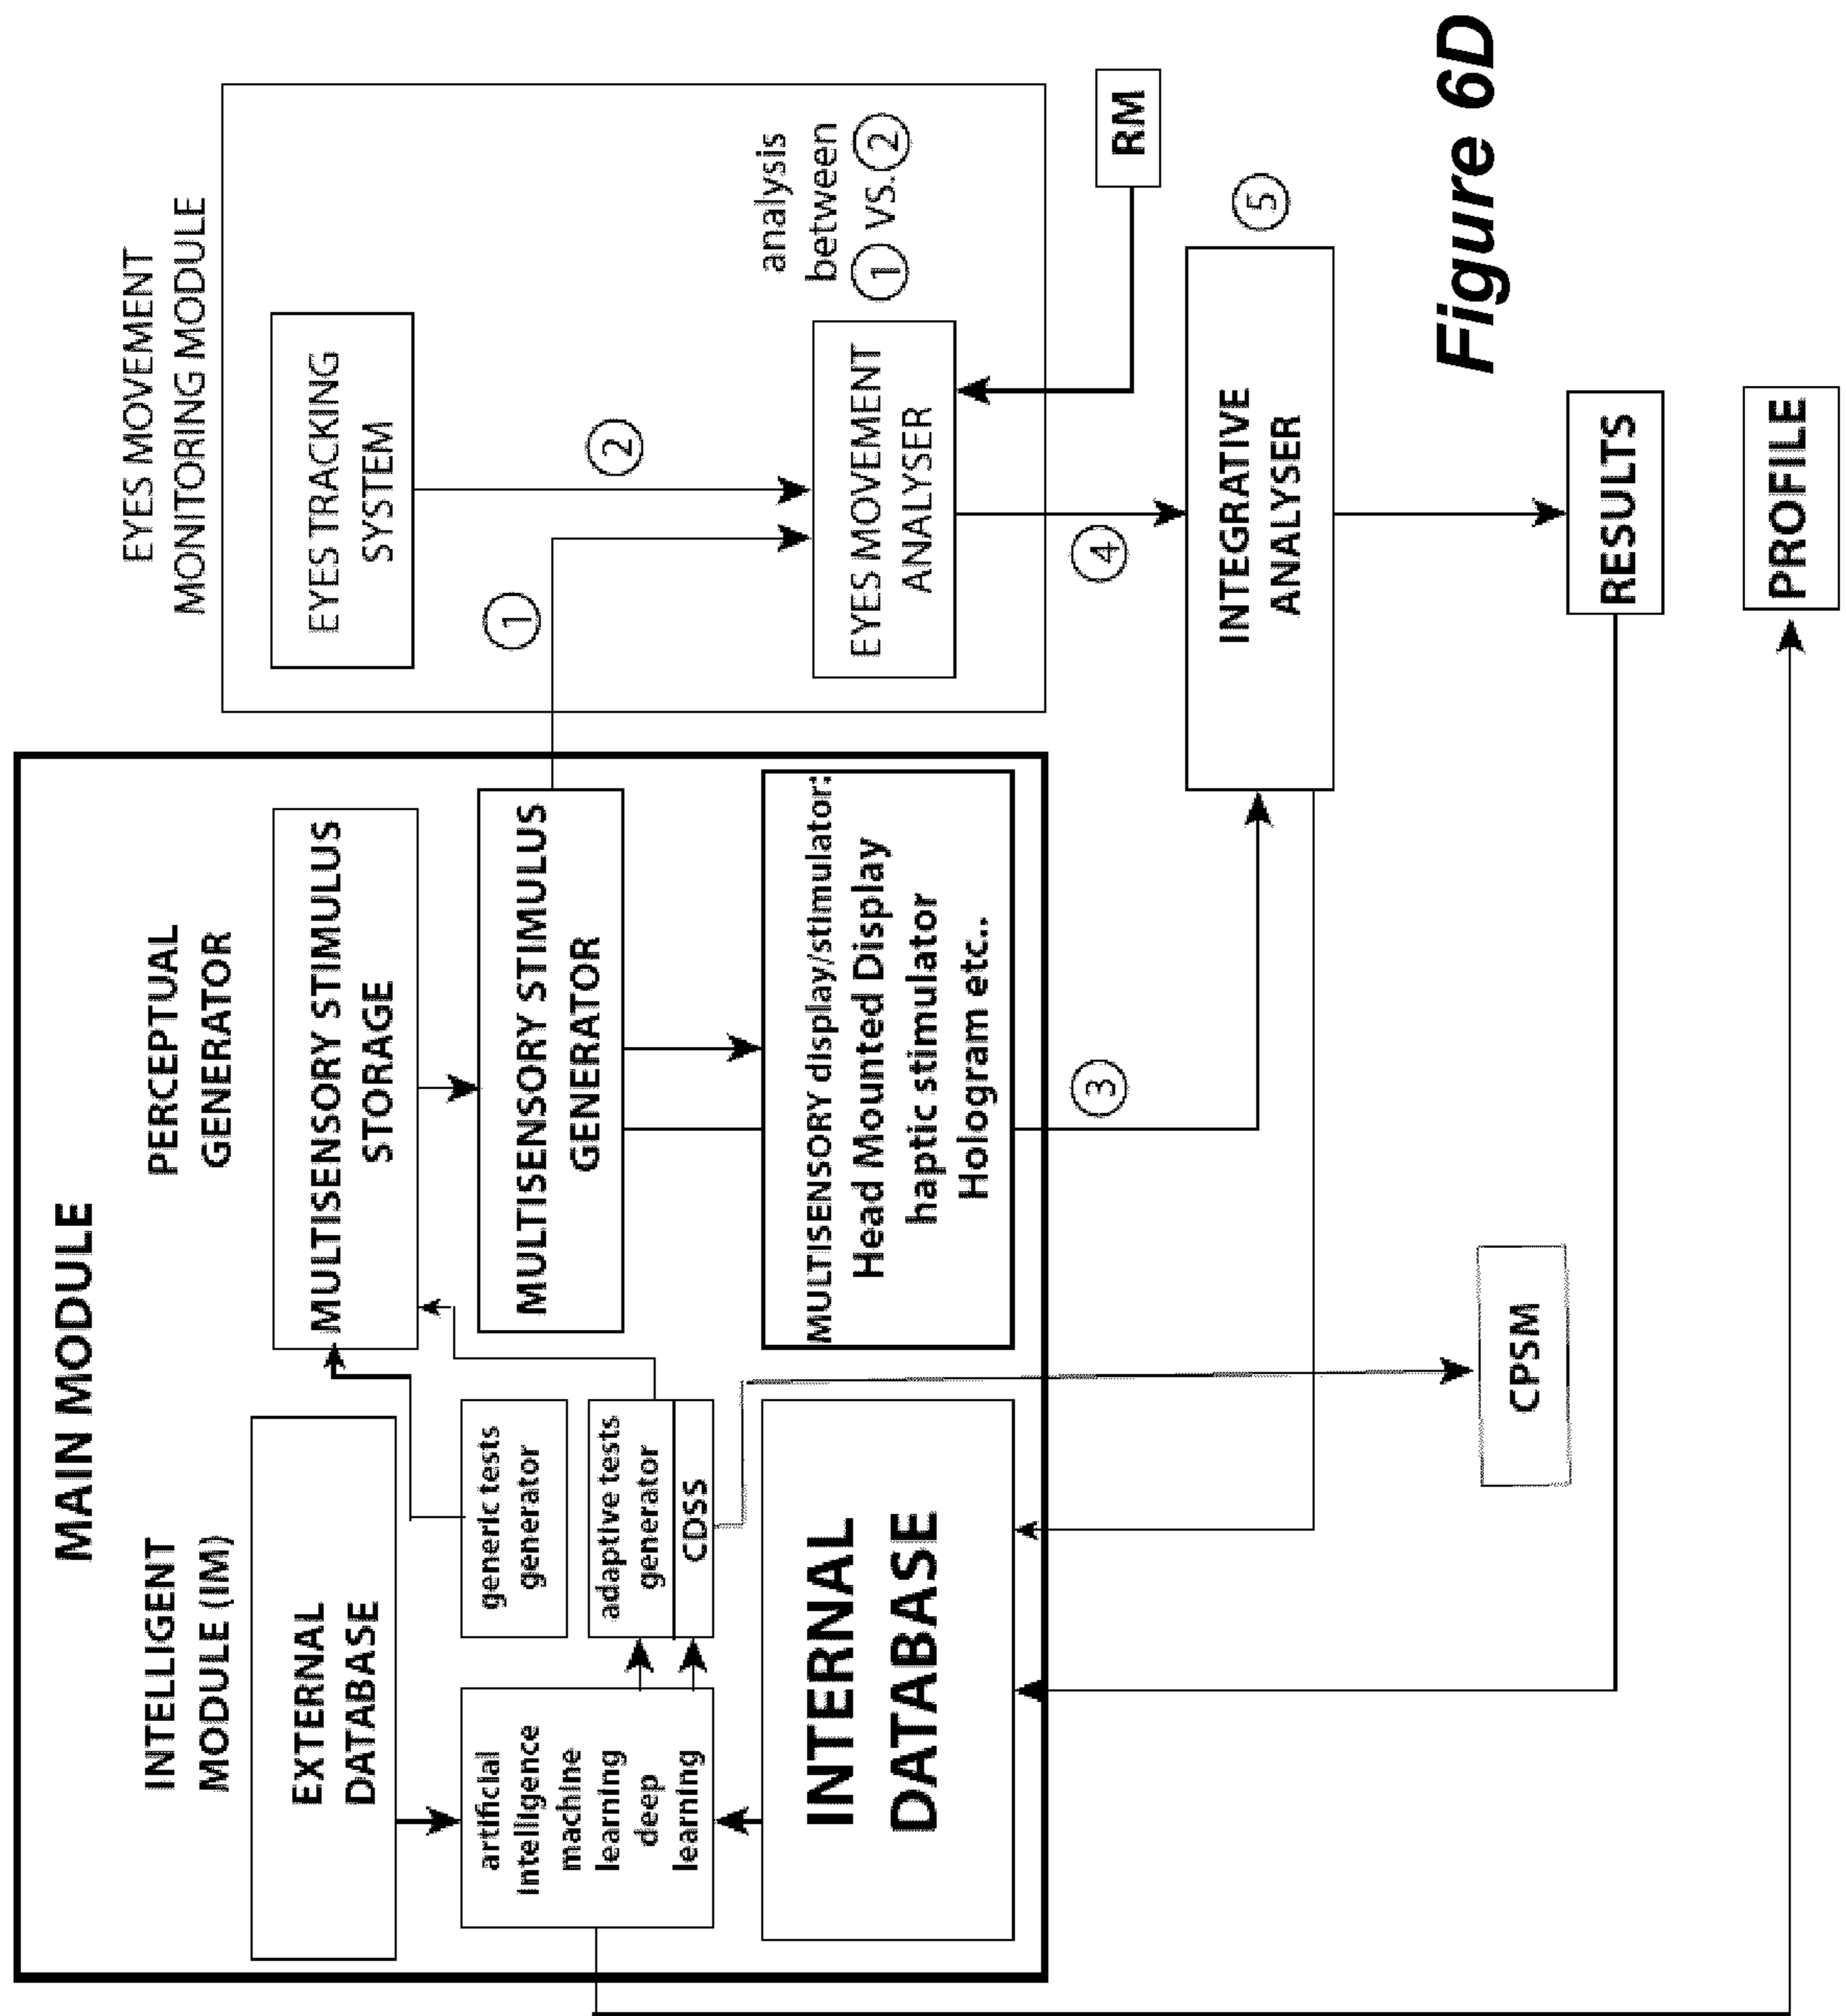 MAIN MODULE
INTELLIGENT
MODULE (IM)
EXTERNAL
DATABASE
artificial
intelligence
machine
learning
deep
learning
generic tests
generator
adaptive tests
generator
CDSS
INTERNAL
DATABASE
PERCEPTUAL
GENERATOR
MULTISENSORY STIMULUS
STORAGE
MULTISENSORY STIMULUS
GENERATOR
MULTISENSORY display/stimulator:
Head Mounted Display
haptic stimulator
Hologram etc..
EYES MOVEMENT
MONITORING MODULE
EYES TRACKING
SYSTEM
1
2
EYES MOVEMENT
ANALYSER
analysis
between
1 vs. 2
RM
3
4
INTEGRATIVE
ANALYSER
5
CPSM
RESULTS
PROFILE
Figure 6D